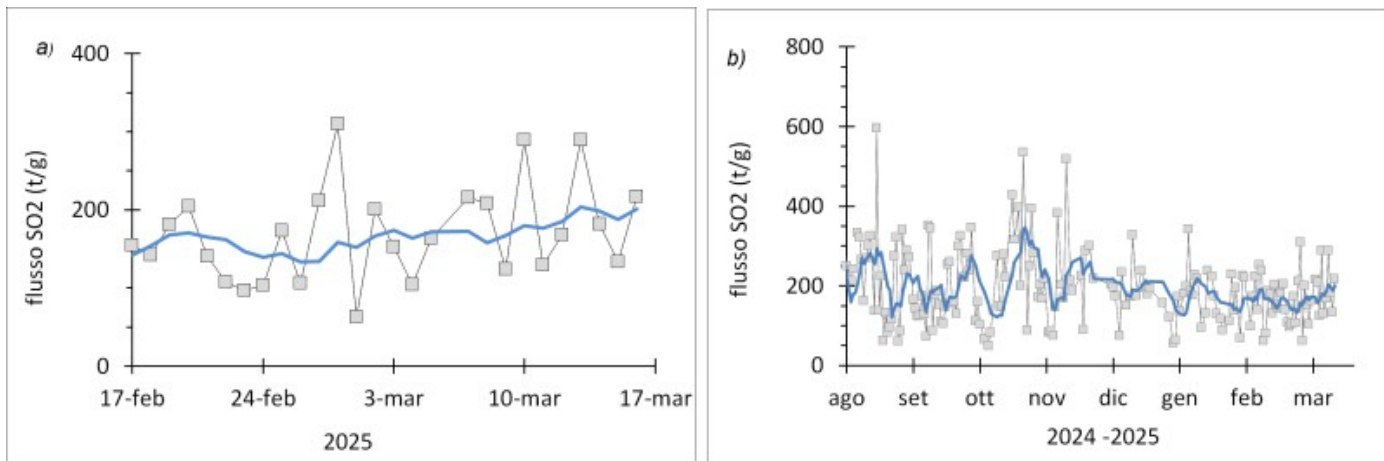 a)
flusso SO2 (t/g)
400
200
0
17-feb 24-feb 3-mar 10-mar 17-mar
2025
b)
flusso SO2 (t/g)
800
600
400
200
0
ago set ott nov dic gen feb mar
2024 -2025